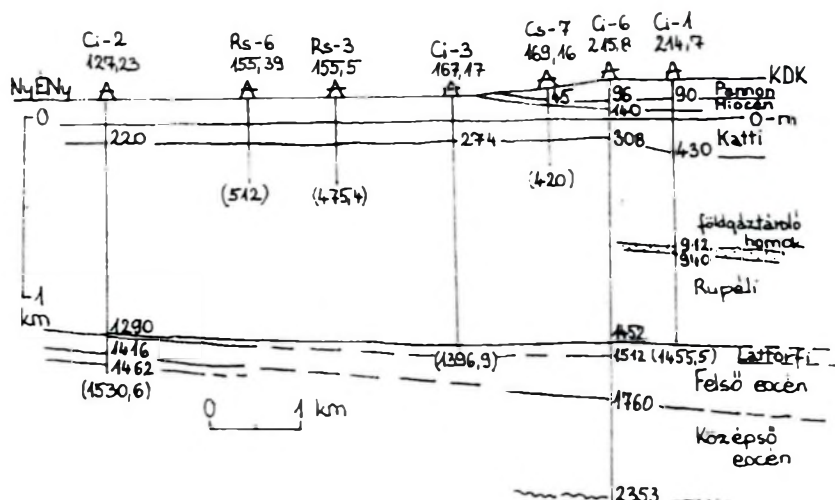 Ci-2 Rs-6 Rs-3 Ci-3 Cs-7 Ci-6 Ci-1
127,23 155,39 155,5 167,17 169,16 215,8 214,7
NyÉNy KDK
45 96 90 Pannon
140 Miocén
0 0-m
220 274 308 430 Katti
(512) (475,4) (420)
földgáztároló
912 homok
940
Rupéli
1
km
1290 1452
1416 (1396,9) 1512 (1455,5) Lattorfi
1462 Felső eocén
(1530,6)
0 1 km
1760
Középső
eocén
2353